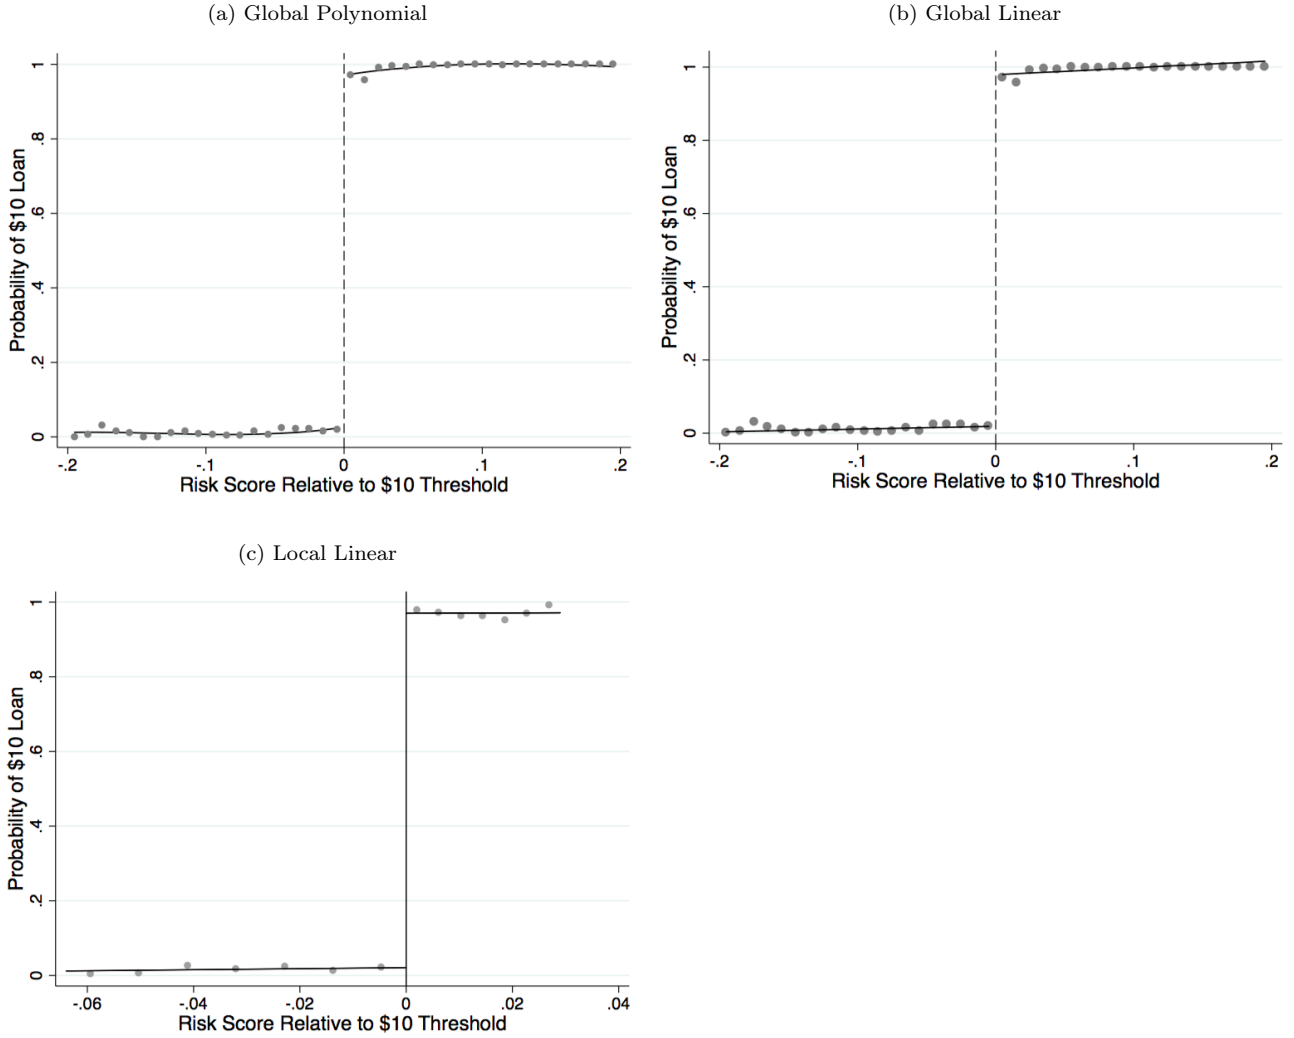 (a) Global Polynomial
Probability of $10 Loan
1
.8
.6
.4
.2
0
-.2 -.1 0 .1 .2
Risk Score Relative to $10 Threshold
(b) Global Linear
Probability of $10 Loan
1
.8
.6
.4
.2
0
-.2 -.1 0 .1 .2
Risk Score Relative to $10 Threshold
(c) Local Linear
Probability of $10 Loan
1
.8
.6
.4
.2
0
-.06 -.04 -.02 0 .02 .04
Risk Score Relative to $10 Threshold